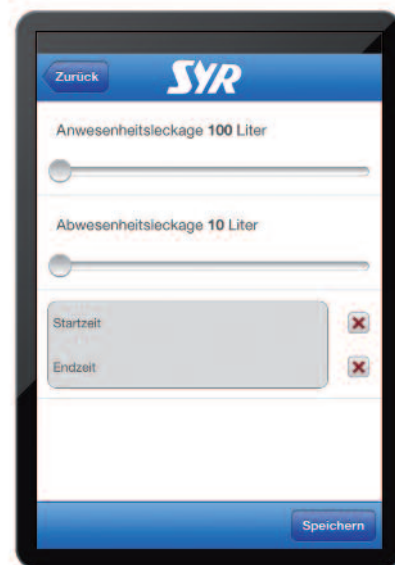 Zurück
SYR
Anwesenheitsleckage 100 Liter
Abwesenheitsleckage 10 Liter
Startzeit
Endzeit
Speichern